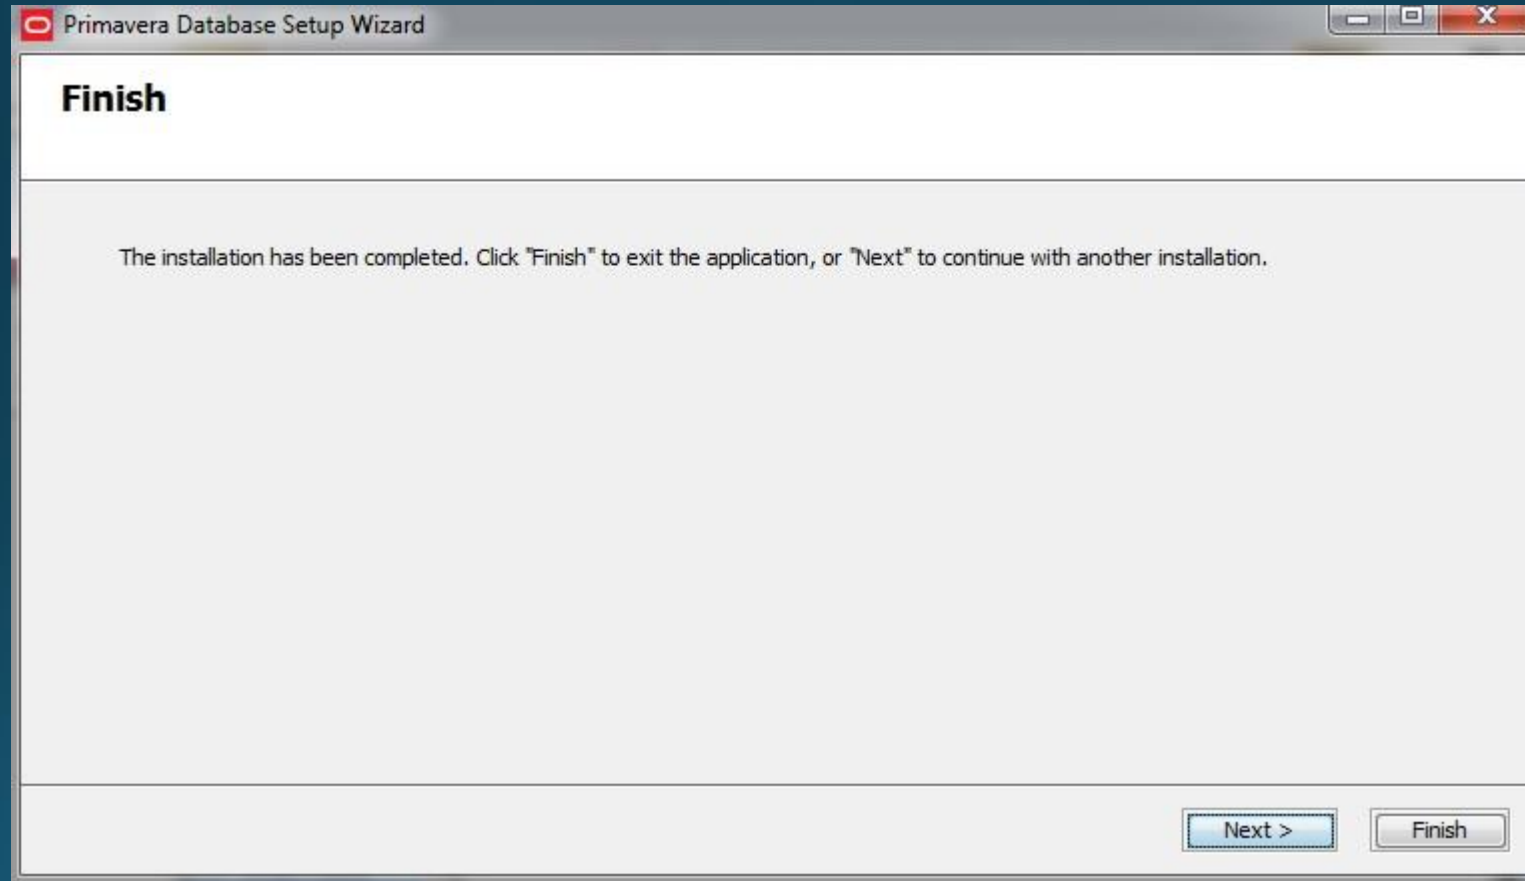 Primavera Database Setup Wizard
Finish
The installation has been completed. Click "Finish" to exit the application, or "Next" to continue with another installation.
Next >
Finish